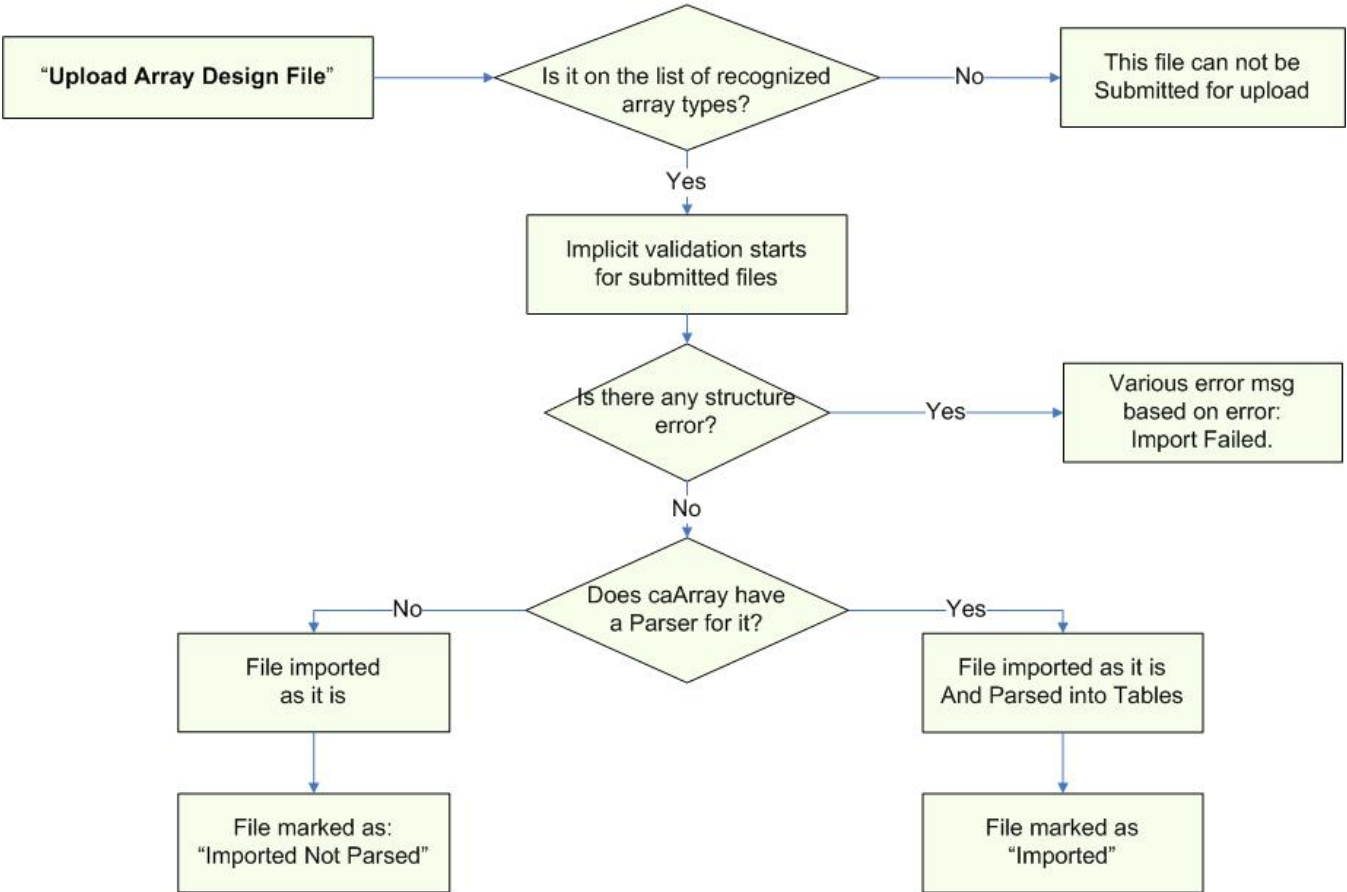 “Upload Array Design File”
Is it on the list of recognized
array types?
No
This file can not be
Submitted for upload
Yes
Implicit validation starts
for submitted files
Is there any structure
error?
Yes
Various error msg
based on error:
Import Failed.
No
Does caArray have
a Parser for it?
No
Yes
File imported
as it is
File imported as it is
And Parsed into Tables
File marked as:
“Imported Not Parsed”
File marked as
“Imported”